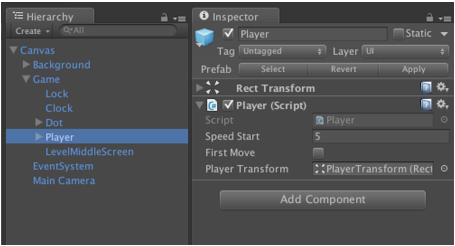 Hierarchy
Create
All
Canvas
Background
Game
Lock
Clock
Dot
Player
LevelMiddleScreen
EventSystem
Main Camera
Inspector
Player
Static
Tag Untagged Layer UI
Prefab Select Revert Apply
Rect Transform
Player (Script)
Script Player
Speed Start 5
First Move
Player Transform PlayerTransform (Rect
Add Component